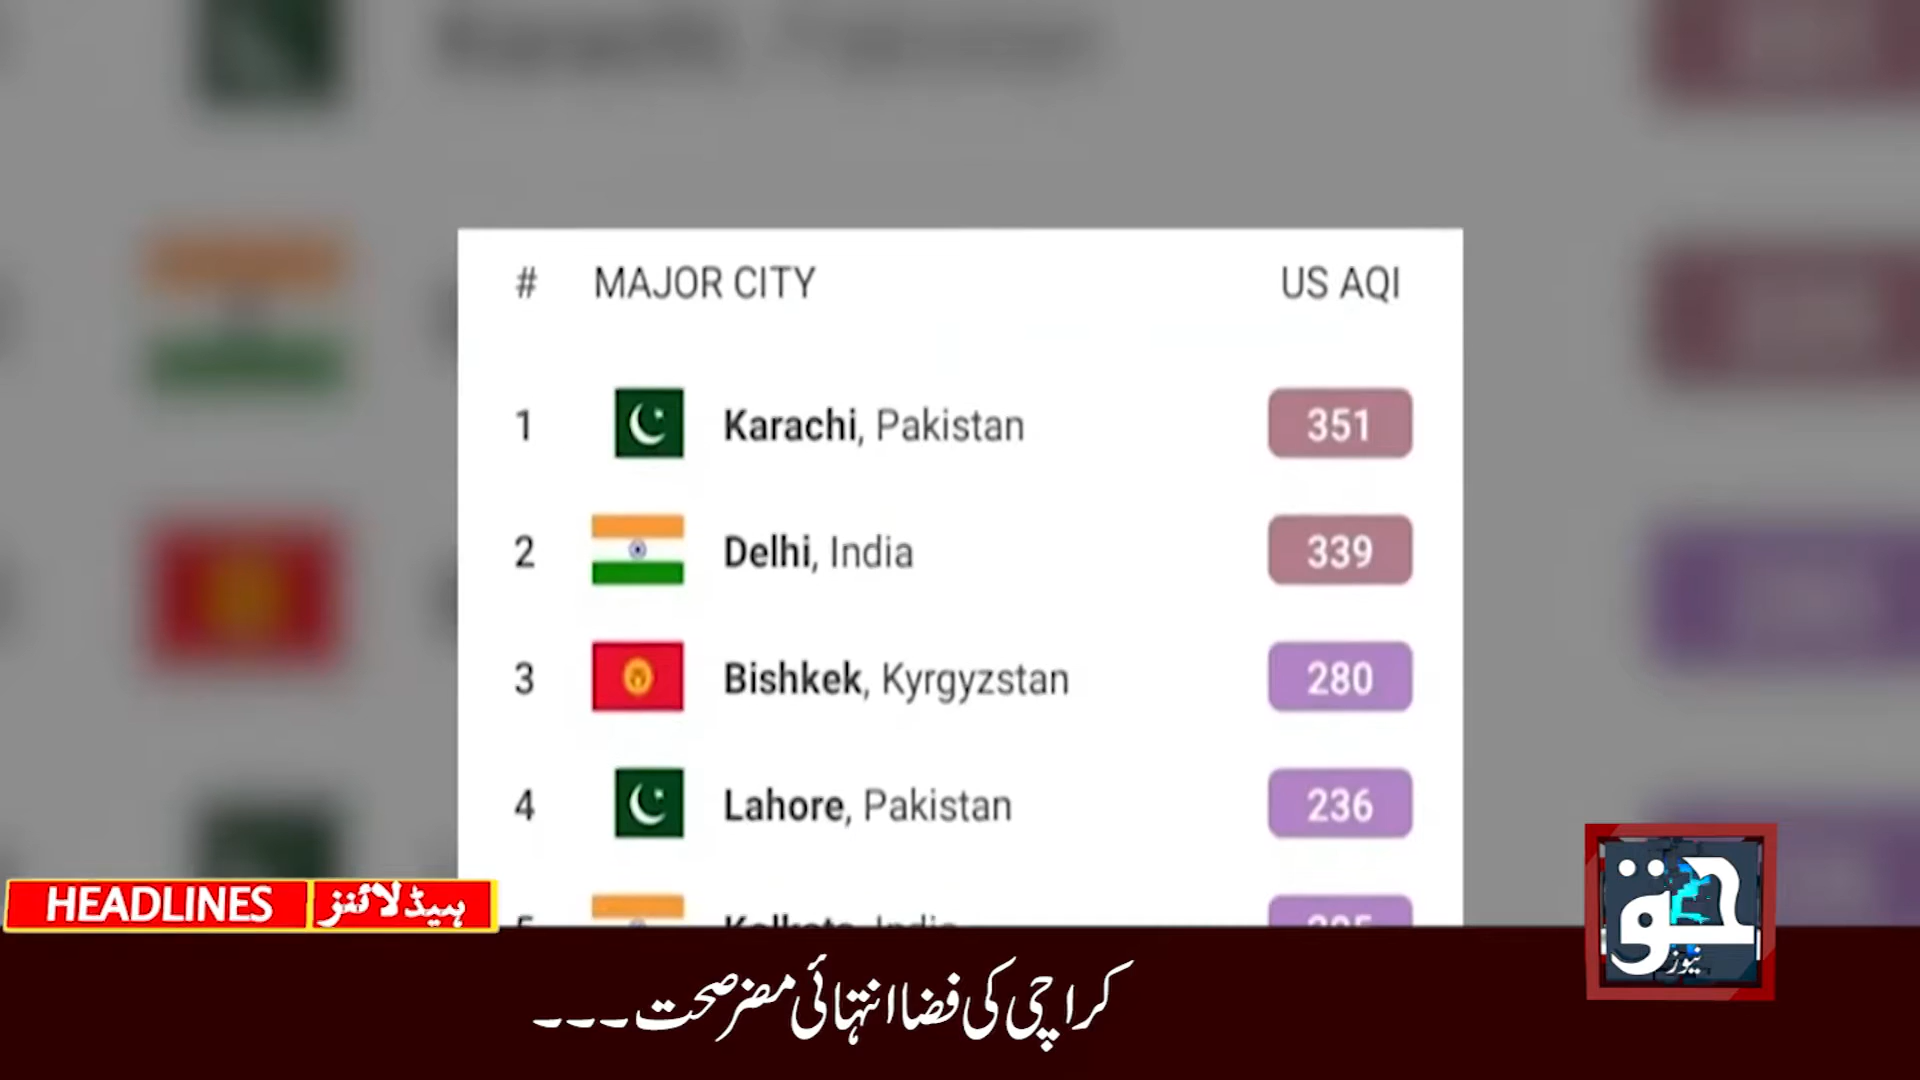 # MAJOR CITY US AQI
1 Karachi, Pakistan 351
2 Delhi, India 339
3 Bishkek, Kyrgyzstan 280
4 Lahore, Pakistan 236
HEADLINES ہیڈلائنز
حق
نیوز
کراچی کی فضا انتہائی مضر صحت ۔۔۔